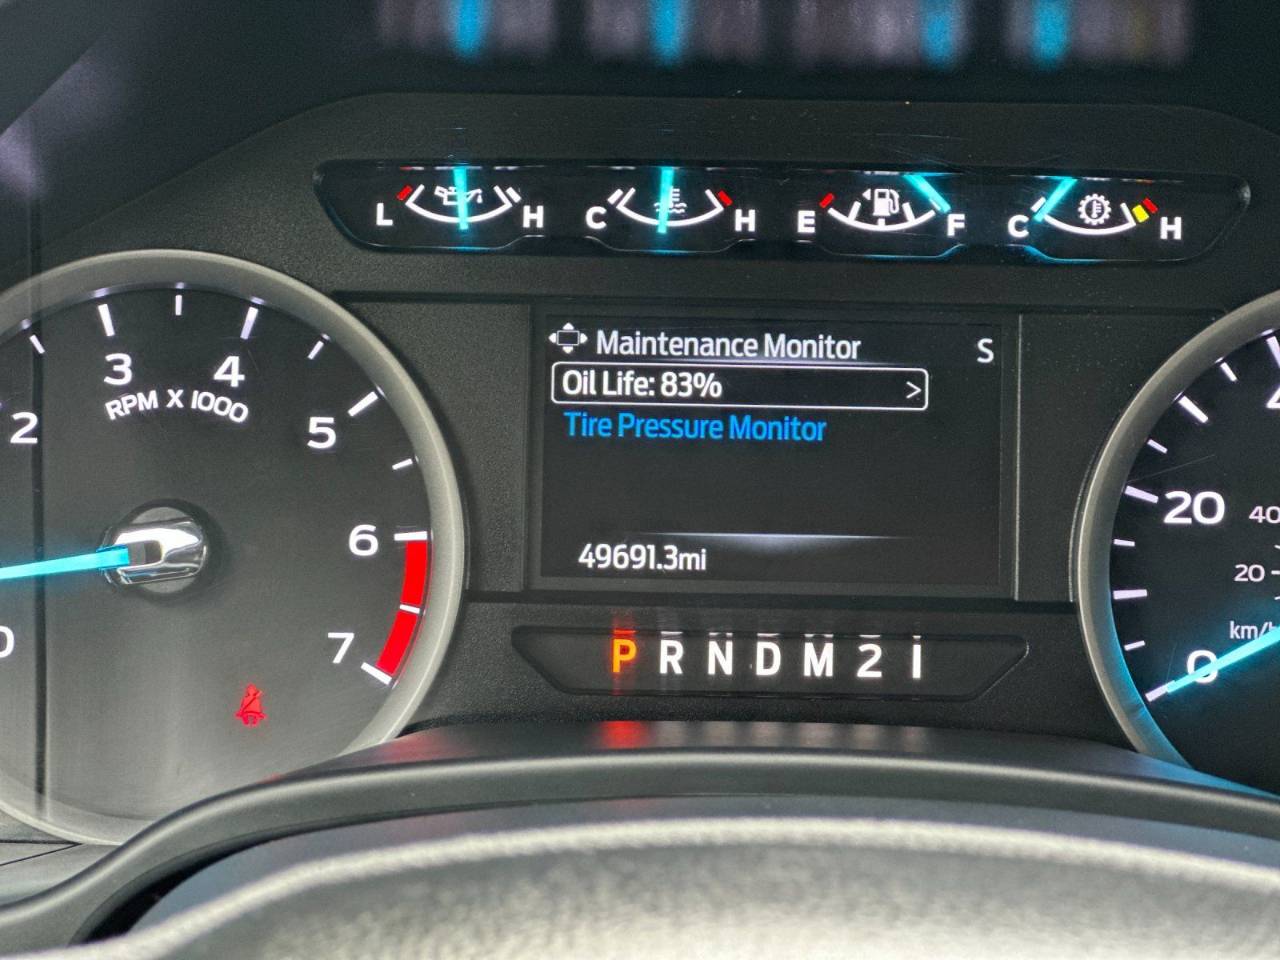 L H C H E F C H
2 3 4 5 6 7
RPM X 1000
0
Maintenance Monitor S
Oil Life: 83% >
Tire Pressure Monitor
49691.3mi
P R N D M 2 1
20 40
20
km/h
0